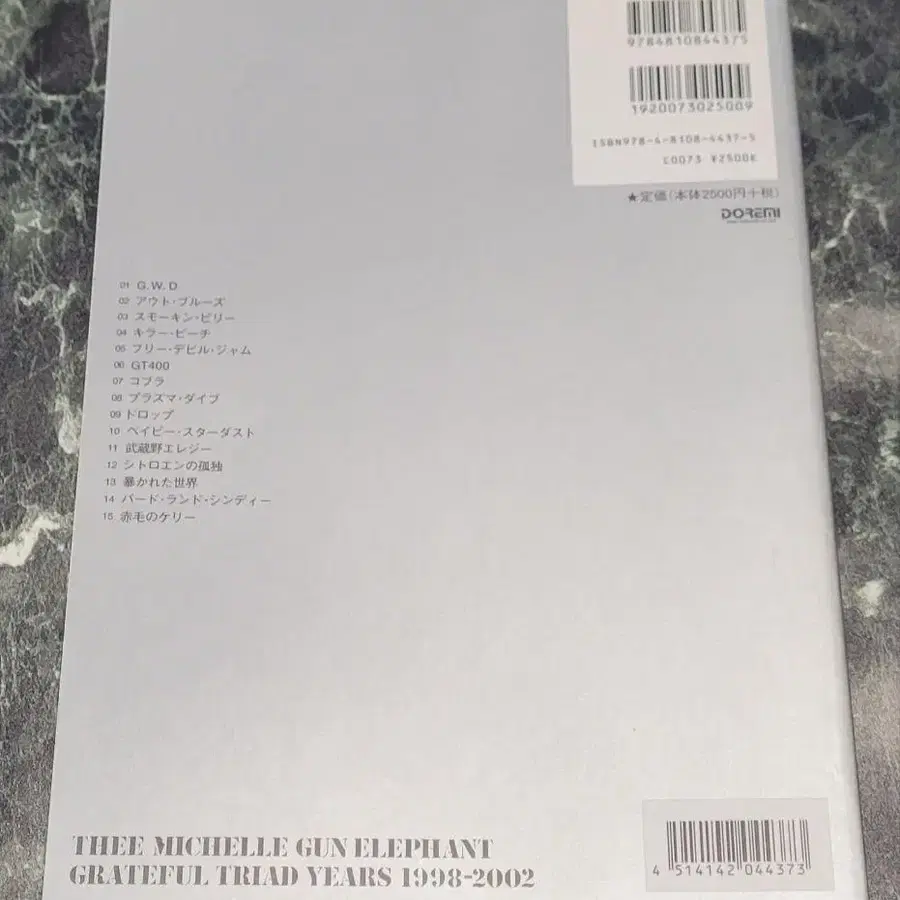 9784810844375
1920073025009
ISBN978-4-8108-4437-5
C0073 ¥2500E
★定価(本体2500円+税)
DOREMI
01 G.W.D
02 アウト・ブルーズ
03 スモーキン・ビリー
04 キラー・ビーチ
05 フリー・デビル・ジャム
06 GT400
07 コブラ
08 プラズマ・ダイブ
09 ドロップ
10 ベイビー・スターダスト
11 武蔵野エレジー
12 シトロエンの孤独
13 暴かれた世界
14 バード・ランド・シンディー
15 赤毛のケリー
THEE MICHELLE GUN ELEPHANT
GRATEFUL TRIAD YEARS 1998-2002
4 514142 044373